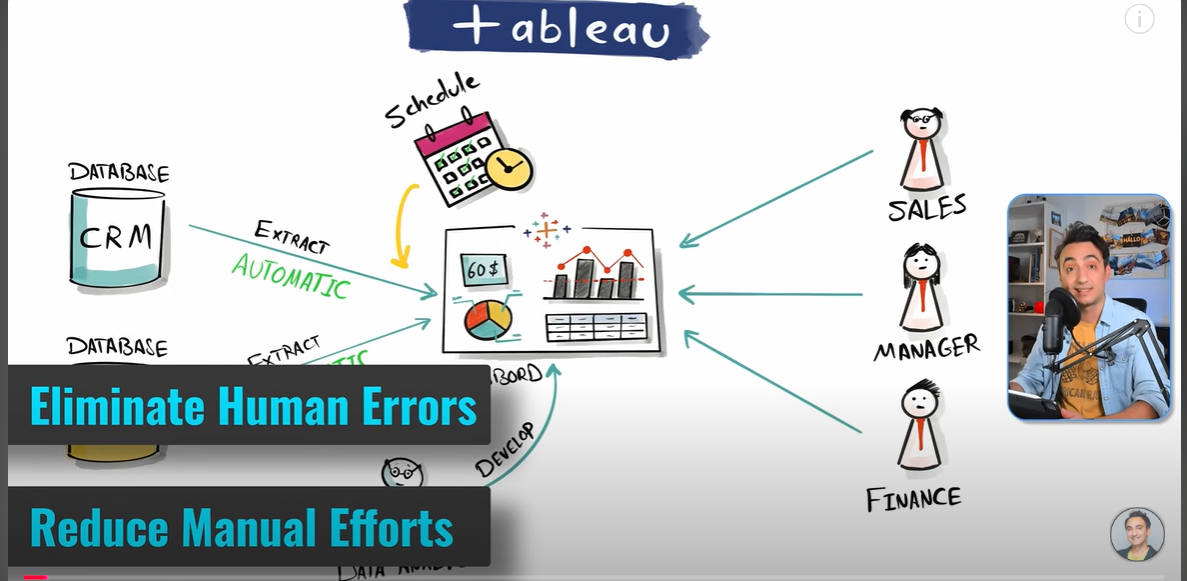 +ableau
Schedule
DATABASE
CRM
EXTRACT
AUTOMATIC
60$
SALES
DATABASE
EXTRACT
MANAGER
DEVELOP
FINANCE
Eliminate Human Errors
Reduce Manual Efforts
DATA